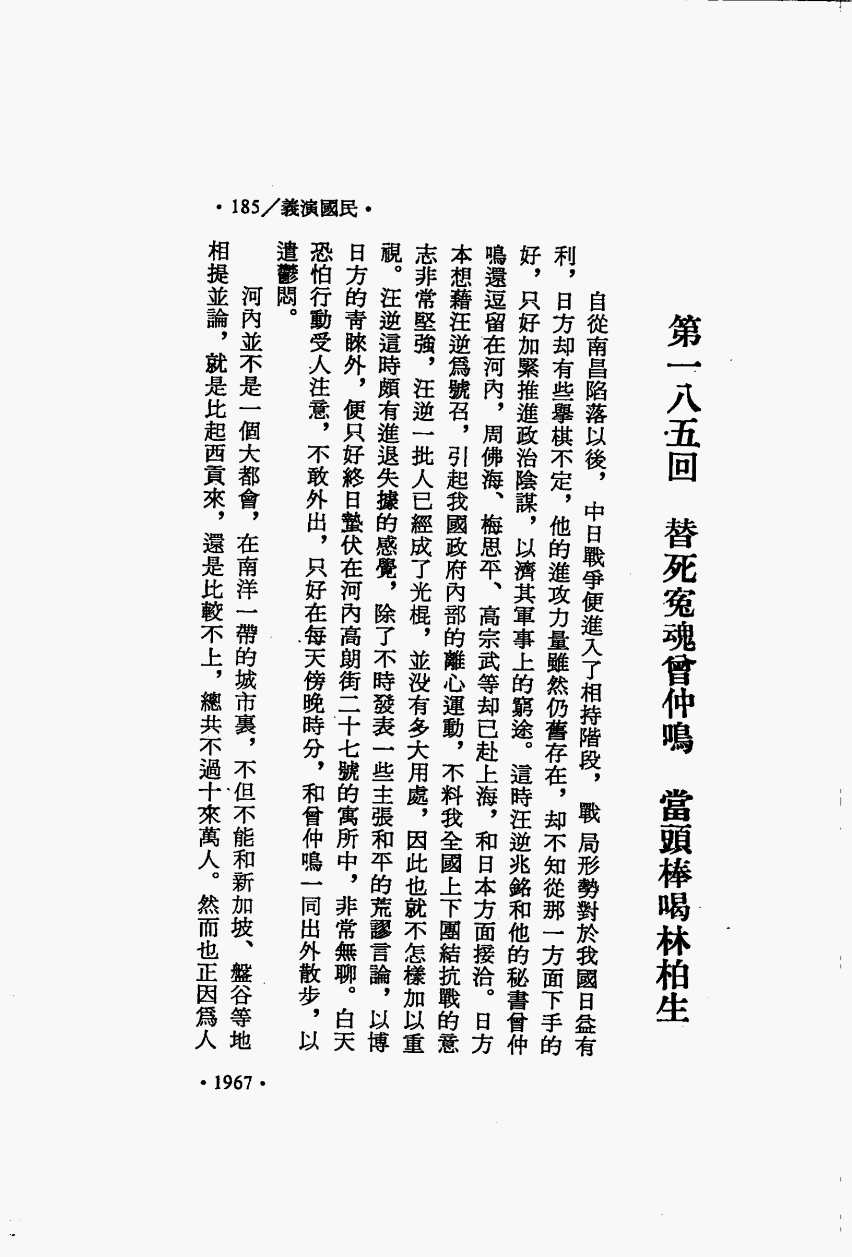 •185／義演國民•
第一八五回　替死冤魂曾仲鳴　當頭棒喝林柏生
自從南昌陷落以後，中日戰爭便進入了相持階段，戰局形勢對於我國日益有
利，日方却有些舉棋不定，他的進攻力量雖然仍舊存在，却不知從那一方面下手的
好，只好加緊推進政治陰謀，以濟其軍事上的窮途。這時汪逆兆銘和他的秘書曾仲
鳴還逗留在河內，周佛海、梅思平、高宗武等却已赴上海，和日本方面接洽。日方
本想藉汪逆爲號召，引起我國政府內部的離心運動，不料我全國上下團結抗戰的意
志非常堅強，汪逆一批人已經成了光棍，並沒有多大用處，因此也就不怎樣加以重
視。汪逆這時頗有進退失據的感覺，除了不時發表一些主張和平的荒謬言論，以博
日方的靑睞外，便只好終日蟄伏在河內高朗街二十七號的寓所中，非常無聊。白天
恐怕行動受人注意，不敢外出，只好在每天傍晚時分，和曾仲鳴一同出外散步，以
遣鬱悶。
河內並不是一個大都會，在南洋一帶的城市裏，不但不能和新加坡、盤谷等地
相提並論，就是比起西貢來，還是比較不上，總共不過十來萬人。然而也正因爲人
•1967•